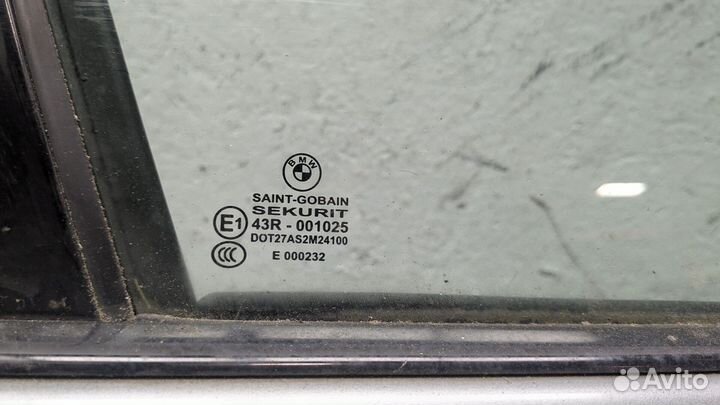 BMW
SAINT-GOBAIN
SEKURIT
E1 43R - 001025
DOT27AS2M24100
CCC E 000232
Avito